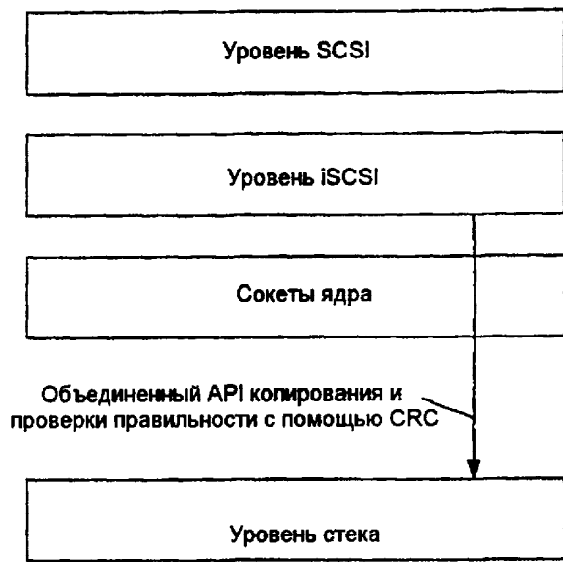 Уровень SCSI
Уровень iSCSI
Сокеты ядра
Объединенный API копирования и
проверки правильности с помощью CRC
Уровень стека